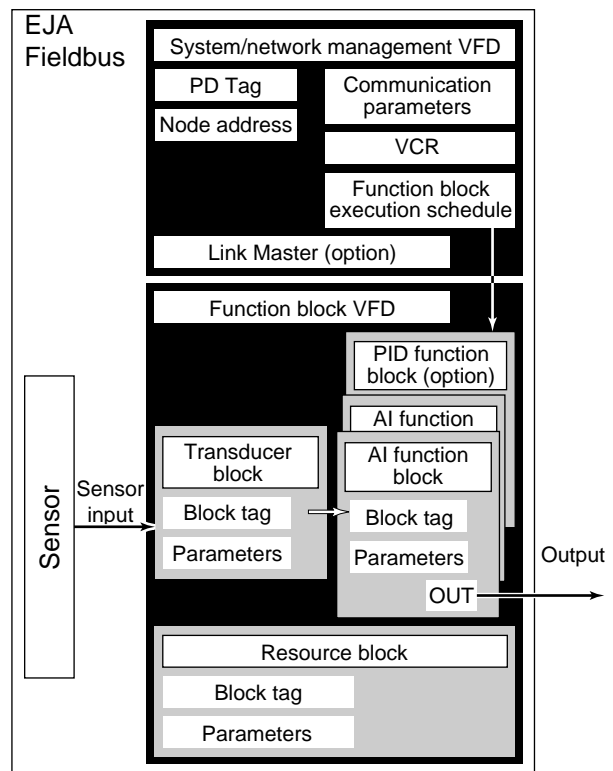 EJA
Fieldbus
System/network management VFD
PD Tag
Node address
Communication
parameters
VCR
Function block
execution schedule
Link Master (option)
Function block VFD
PID function
block (option)
AI function
AI function
block
Block tag
Parameters
OUT
Transducer
block
Block tag
Parameters
Sensor
input
Sensor
Output
Resource block
Block tag
Parameters